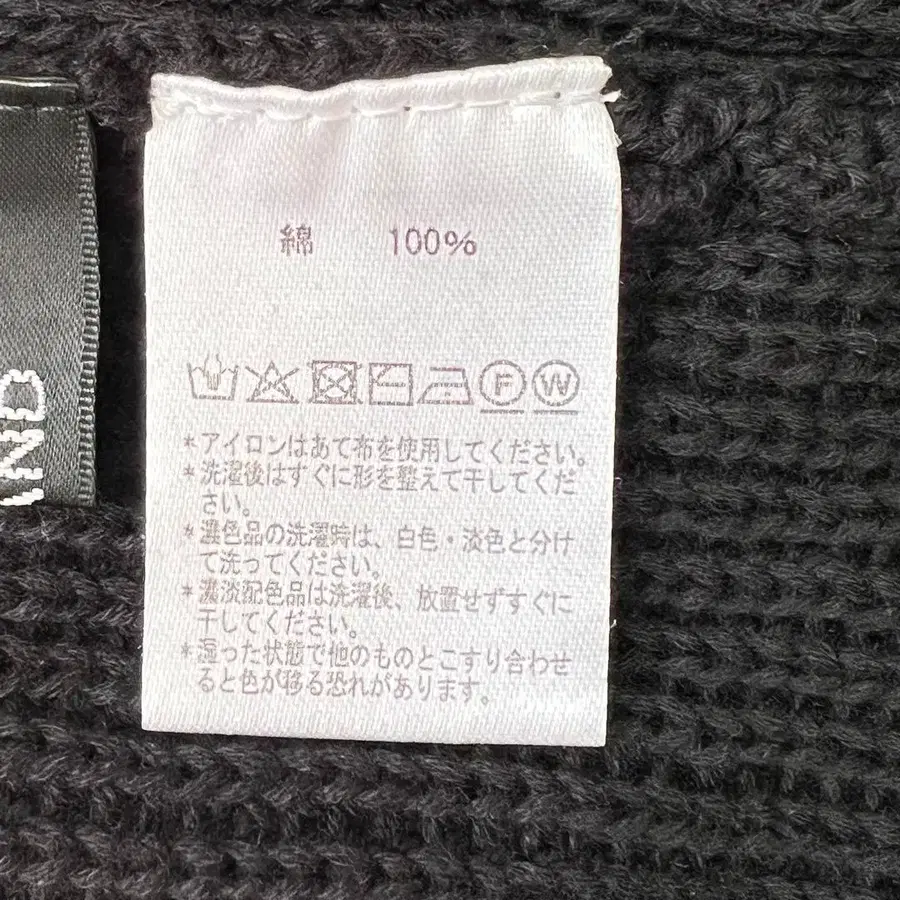 綿 100%
F W
*アイロンはあて布を使用してください。
*洗濯後はすぐに形を整えて干してくだ
さい。
*濃色品の洗濯時は、白色・淡色と分け
て洗ってください。
*濃淡配色品は洗濯後、放置せずすぐに
干してください。
*湿った状態で他のものとこすり合わせ
ると色が移る恐れがあります。